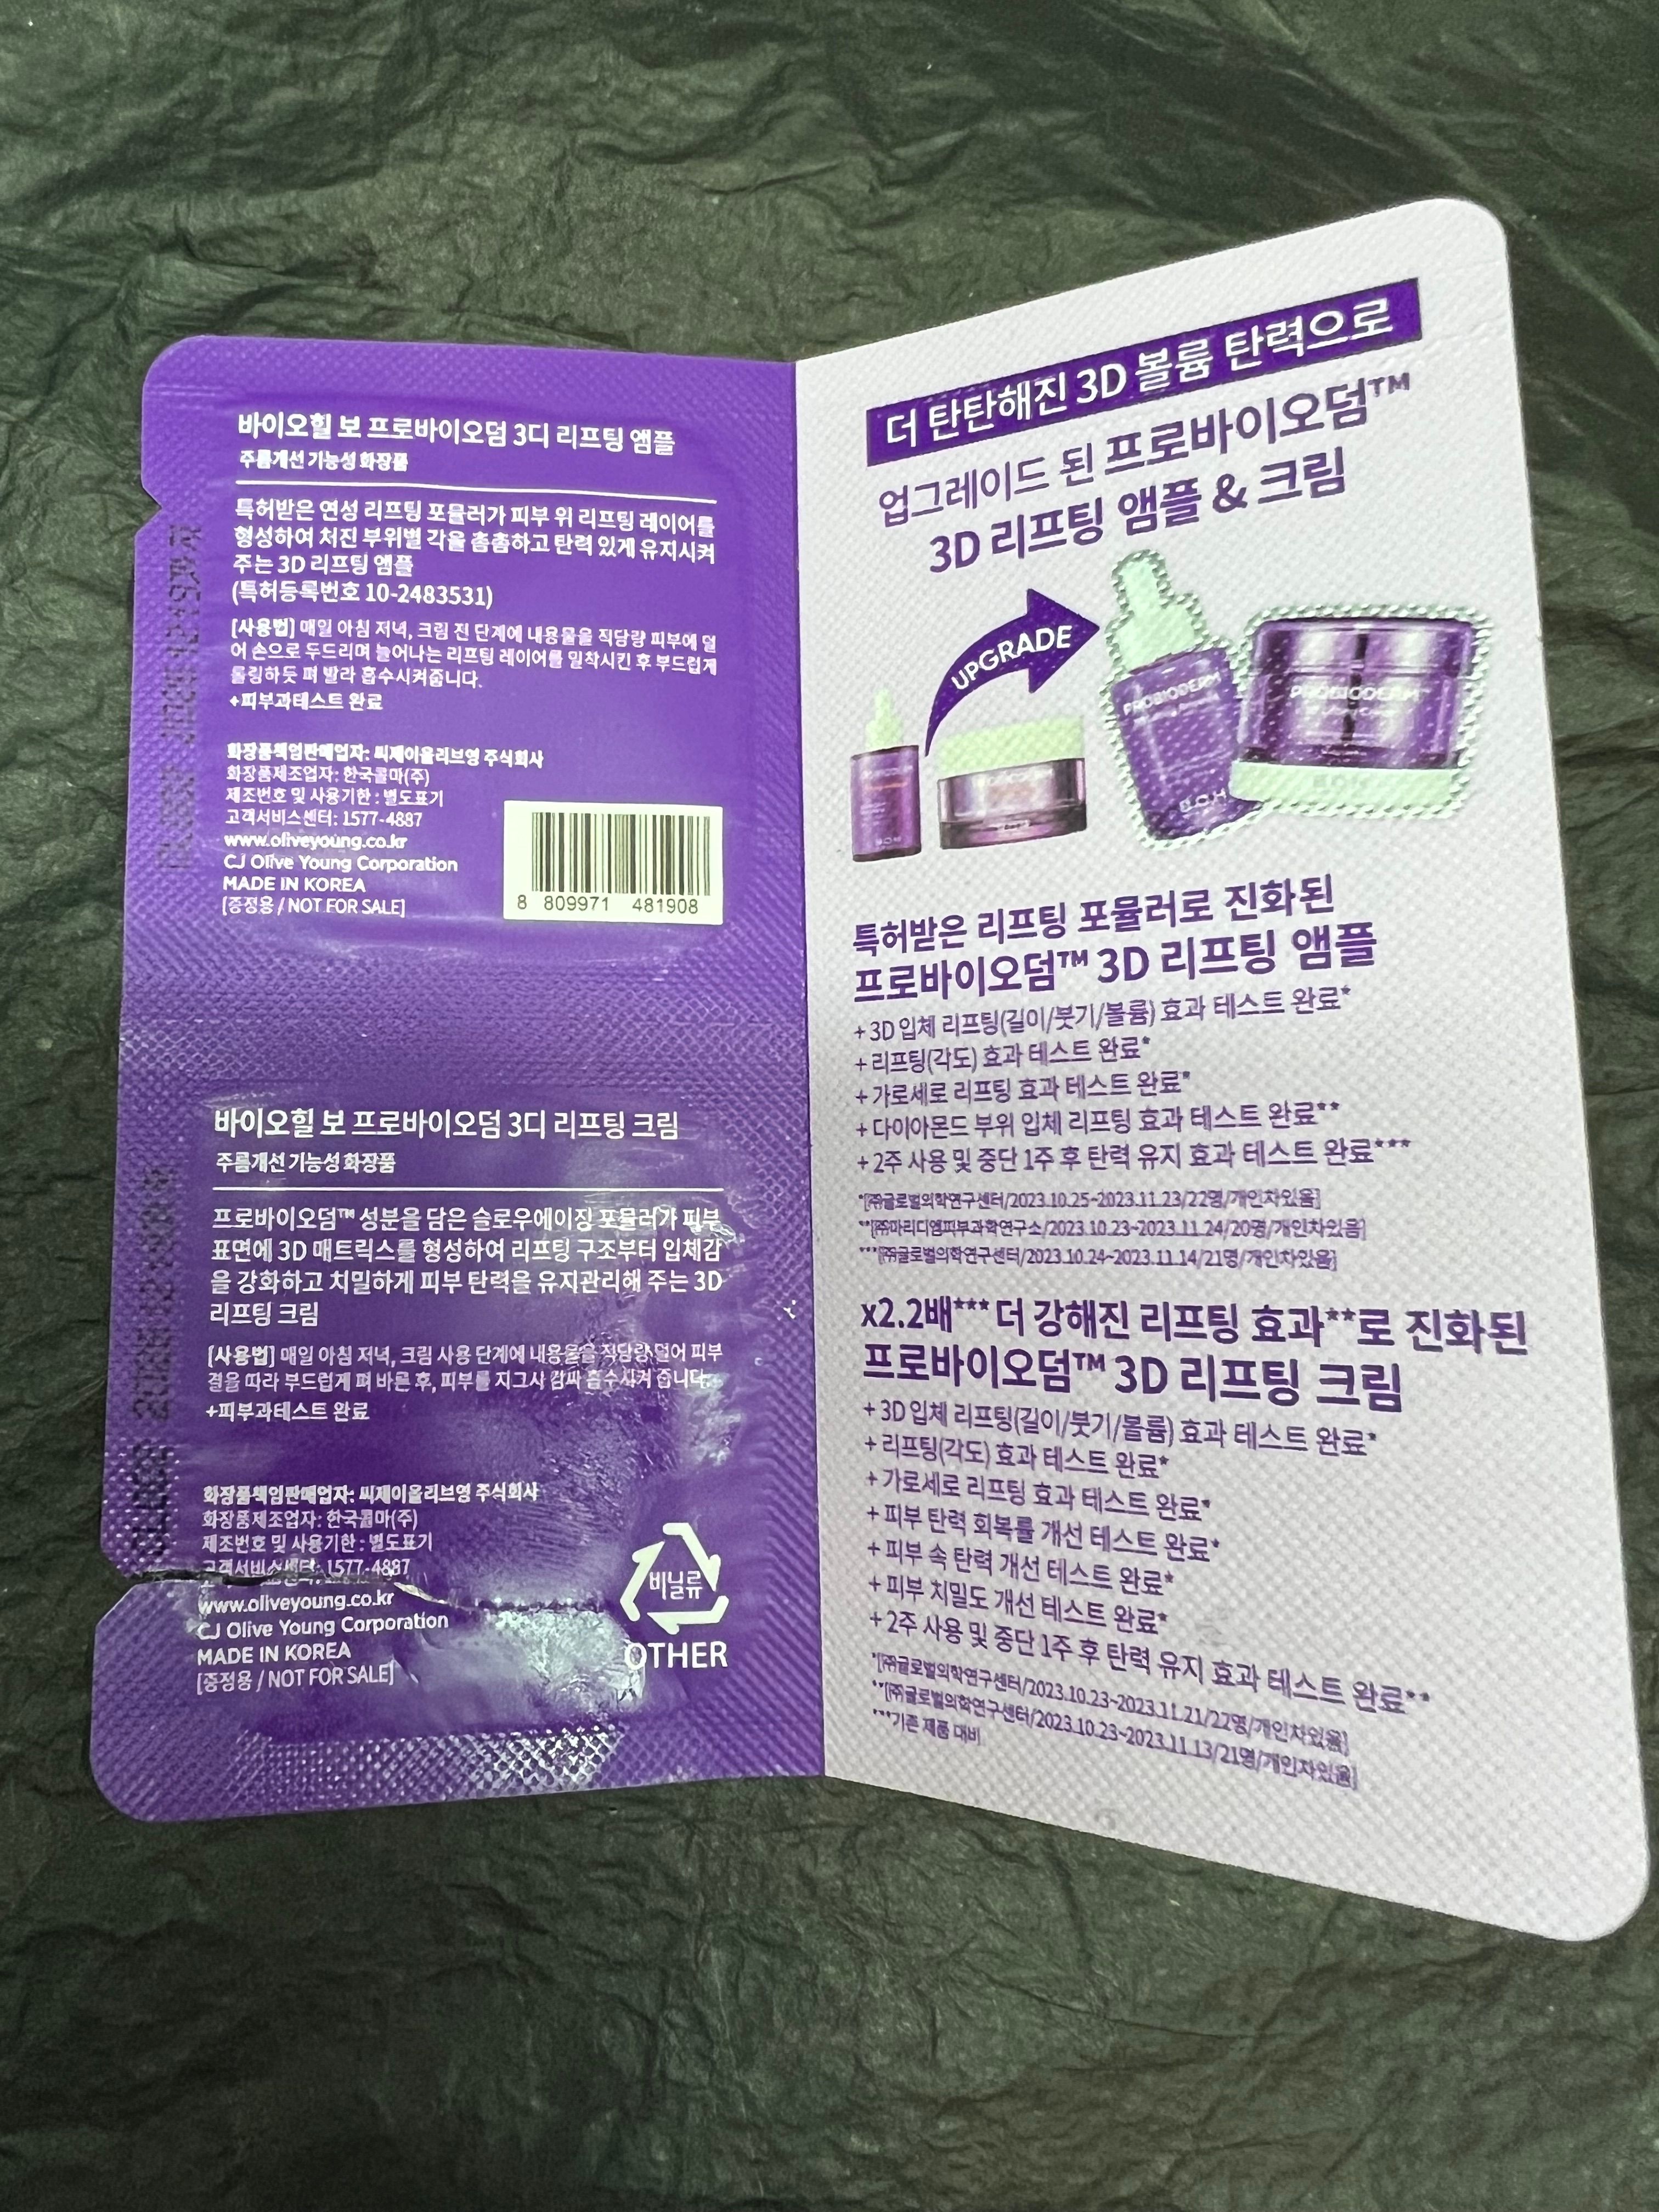 바이오힐 보 프로바이오덤 3디 리프팅 앰플
주름개선 기능성 화장품
특허받은 연성 리프팅 포뮬러가 피부 위 리프팅 레이어를
형성하여 처진 부위별 각을 촘촘하고 탄력 있게 유지시켜
주는 3D 리프팅 앰플
(특허등록번호 10-2483531)
[사용법] 매일 아침 저녁, 크림 전 단계에 내용물을 적당량 피부에 덜
어 손으로 두드리며 늘어나는 리프팅 레이어를 밀착시킨 후 부드럽게
롤링하듯 펴 발라 흡수시켜줍니다.
+피부과테스트 완료
화장품책임판매업자: 씨제이올리브영 주식회사
화장품제조업자: 한국콜마(주)
제조번호 및 사용기한 : 별도표기
고객서비스센터: 1577-4887
www.oliveyoung.co.kr
CJ Olive Young Corporation
MADE IN KOREA
[증정용 / NOT FOR SALE]
8 809971 481908
바이오힐 보 프로바이오덤 3디 리프팅 크림
주름개선 기능성 화장품
프로바이오덤™ 성분을 담은 슬로우에이징 포뮬러가 피부
표면에 3D 매트릭스를 형성하여 리프팅 구조부터 입체감
을 강화하고 치밀하게 피부 탄력을 유지관리해 주는 3D
리프팅 크림
[사용법] 매일 아침 저녁, 크림 사용 단계에 내용물을 적당량 덜어 피부
결을 따라 부드럽게 펴 바른 후, 피부를 지그시 감싸 흡수시켜 줍니다.
+피부과테스트 완료
화장품책임판매업자: 씨제이올리브영 주식회사
화장품제조업자: 한국콜마(주)
제조번호 및 사용기한 : 별도표기
고객서비스센터: 1577-4887
www.oliveyoung.co.kr
CJ Olive Young Corporation
MADE IN KOREA
[증정용 / NOT FOR SALE]
비닐류
OTHER
더 탄탄해진 3D 볼륨 탄력으로
업그레이드 된 프로바이오덤™
3D 리프팅 앰플 & 크림
UPGRADE
PROBIODERM
PROBIODERM
B.O.H
특허받은 리프팅 포뮬러로 진화된
프로바이오덤™ 3D 리프팅 앰플
+ 3D 입체 리프팅(길이/붓기/볼륨) 효과 테스트 완료*
+ 리프팅(각도) 효과 테스트 완료*
+ 가로세로 리프팅 효과 테스트 완료*
+ 다이아몬드 부위 입체 리프팅 효과 테스트 완료**
+ 2주 사용 및 중단 1주 후 탄력 유지 효과 테스트 완료***
*[㈜글로벌의학연구센터/2023.10.25~2023.11.23/22명/개인차있음]
**[㈜마리디엠피부과학연구소/2023.10.23~2023.11.24/20명/개인차있음]
***[㈜글로벌의학연구센터/2023.10.24~2023.11.14/21명/개인차있음]
x2.2배*** 더 강해진 리프팅 효과**로 진화된
프로바이오덤™ 3D 리프팅 크림
+ 3D 입체 리프팅(길이/붓기/볼륨) 효과 테스트 완료*
+ 리프팅(각도) 효과 테스트 완료*
+ 가로세로 리프팅 효과 테스트 완료*
+ 피부 탄력 회복률 개선 테스트 완료*
+ 피부 속 탄력 개선 테스트 완료*
+ 피부 치밀도 개선 테스트 완료*
+ 2주 사용 및 중단 1주 후 탄력 유지 효과 테스트 완료**
*[㈜글로벌의학연구센터/2023.10.23~2023.11.21/22명/개인차있음]
**[㈜글로벌의학연구센터/2023.10.23~2023.11.13/21명/개인차있음]
***기존 제품 대비